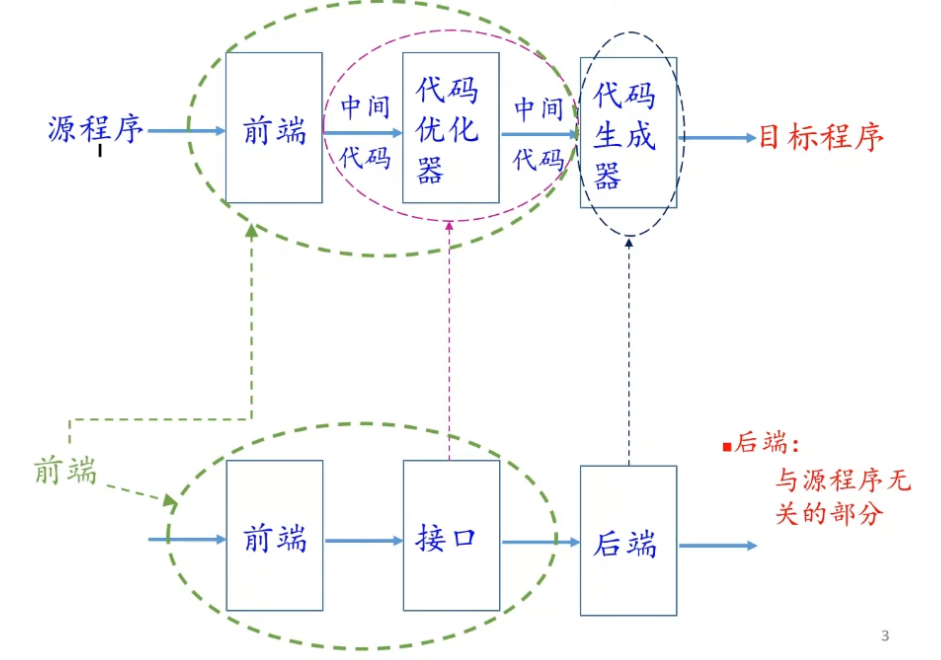 源程序
前端
中间
代码
代码
优化
器
中间
代码
代码
生成
器
目标程序
前端
前端
接口
后端
■后端:
与源程序无
关的部分
3